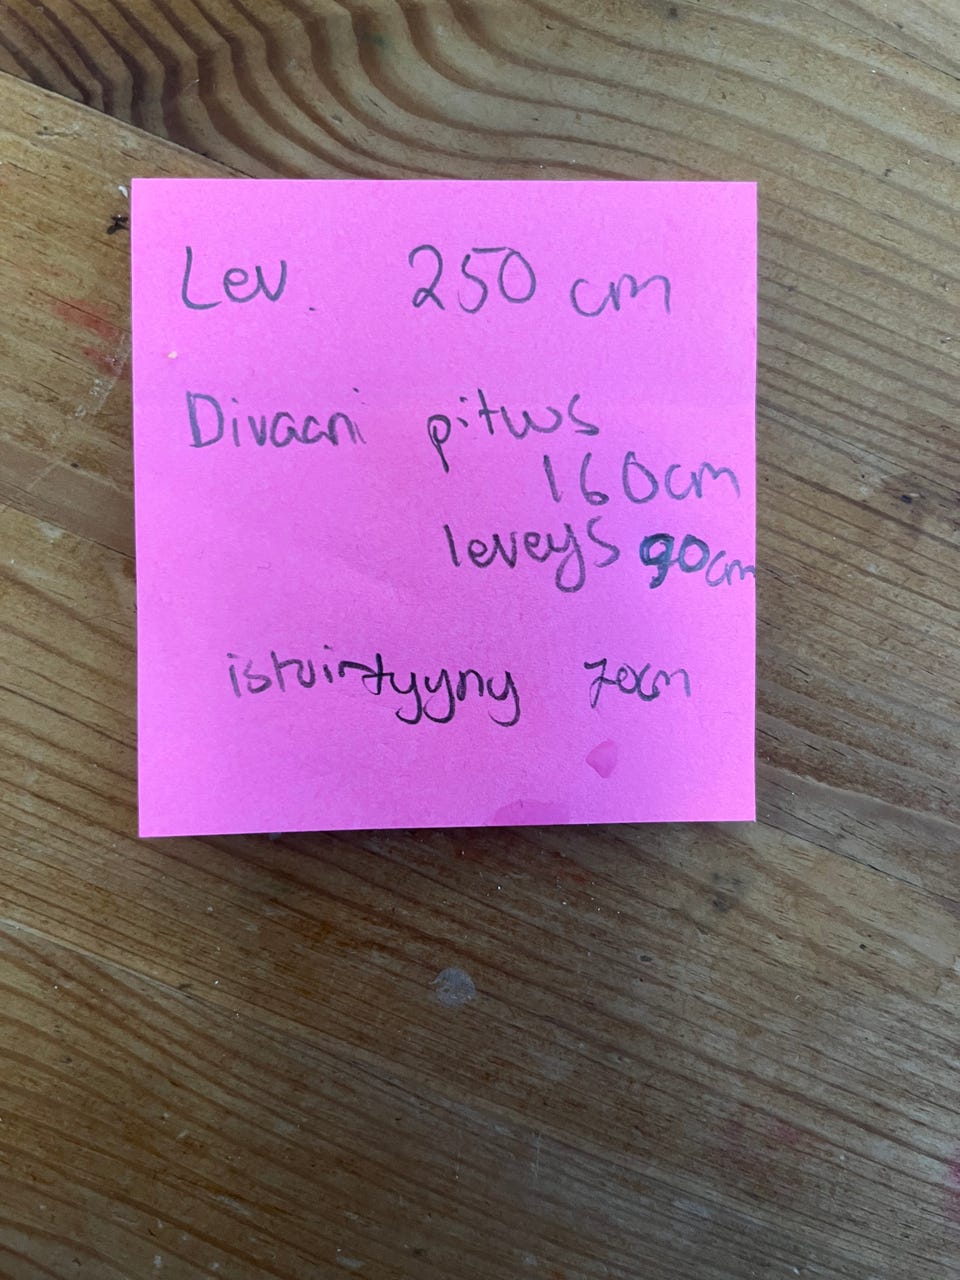 Lev. 250 cm
Divaani pituus
160cm
leveys 90cm
istuintyyny 70cm